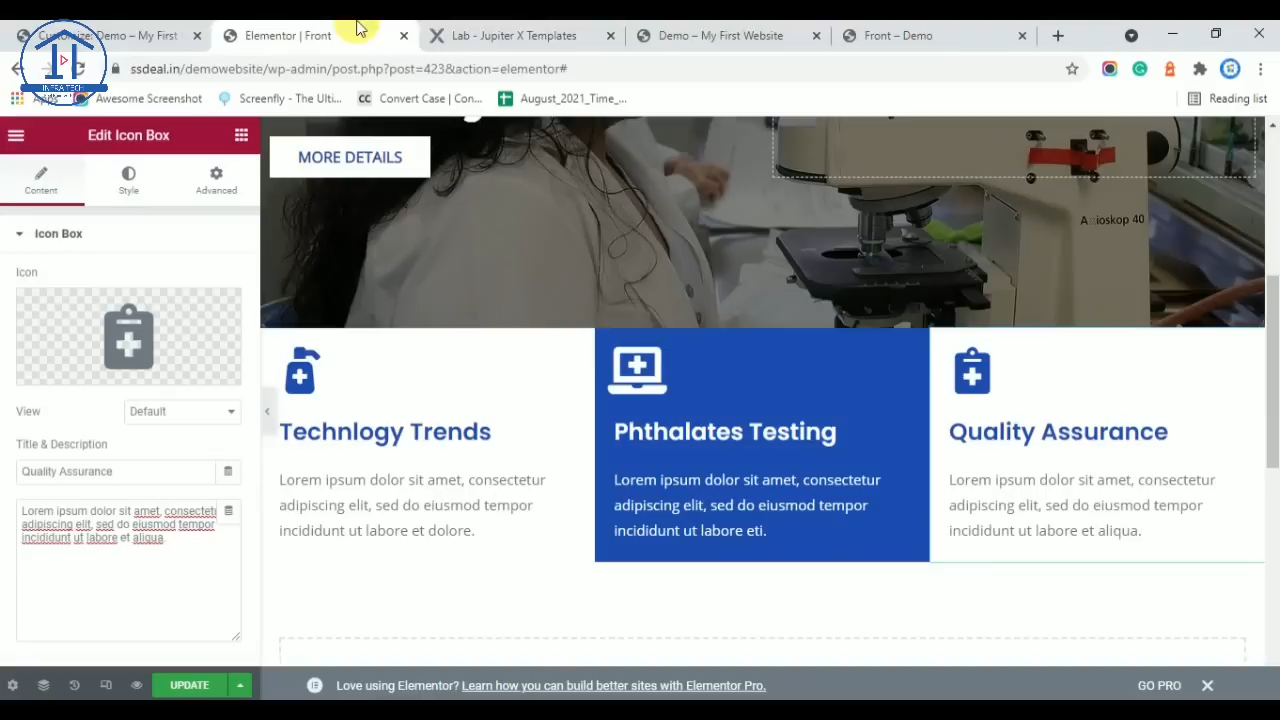 Customize: Demo – My First
Elementor | Front
Lab - Jupiter X Templates
Demo – My First Website
Front – Demo
INFRA TECH
ssdeal.in/demowebsite/wp-admin/post.php?post=423&action=elementor#
Apps
Awesome Screenshot
Screenfly - The Ulti...
CC
Convert Case | Con...
August_2021_Time_...
Reading list
Edit Icon Box
Content
Style
Advanced
Icon Box
Icon
View
Default
Title & Description
Quality Assurance
Lorem ipsum dolor sit amet, consectetu
adipiscing elit, sed do eiusmod tempor
incididunt ut labore et aliqua.
UPDATE
MORE DETAILS
Axioskop 40
Technlogy Trends
Lorem ipsum dolor sit amet, consectetur
adipiscing elit, sed do eiusmod tempor
incididunt ut labore et dolore.
Phthalates Testing
Lorem ipsum dolor sit amet, consectetur
adipiscing elit, sed do eiusmod tempor
incididunt ut labore eti.
Quality Assurance
Lorem ipsum dolor sit amet, consectetur
adipiscing elit, sed do eiusmod tempor
incididunt ut labore et aliqua.
Love using Elementor? Learn how you can build better sites with Elementor Pro.
GO PRO